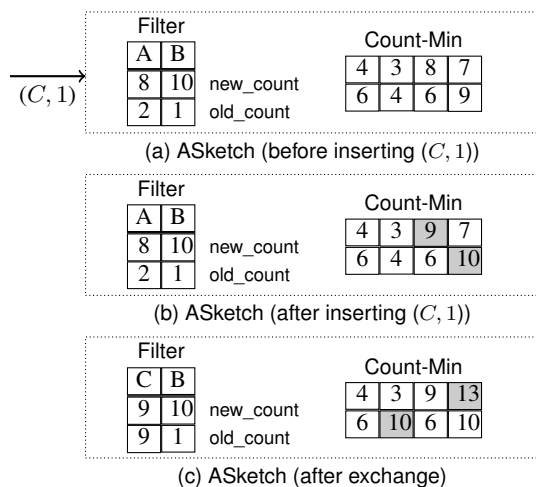 Filter
Count-Min
A B
4 3 8 7
8 10 new_count
6 4 6 9
2 1 old_count
(C, 1)
(a) ASketch (before inserting (C, 1))
Filter
Count-Min
A B
4 3 9 7
8 10 new_count
6 4 6 10
2 1 old_count
(b) ASketch (after inserting (C, 1))
Filter
Count-Min
C B
4 3 9 13
9 10 new_count
6 10 6 10
9 1 old_count
(c) ASketch (after exchange)